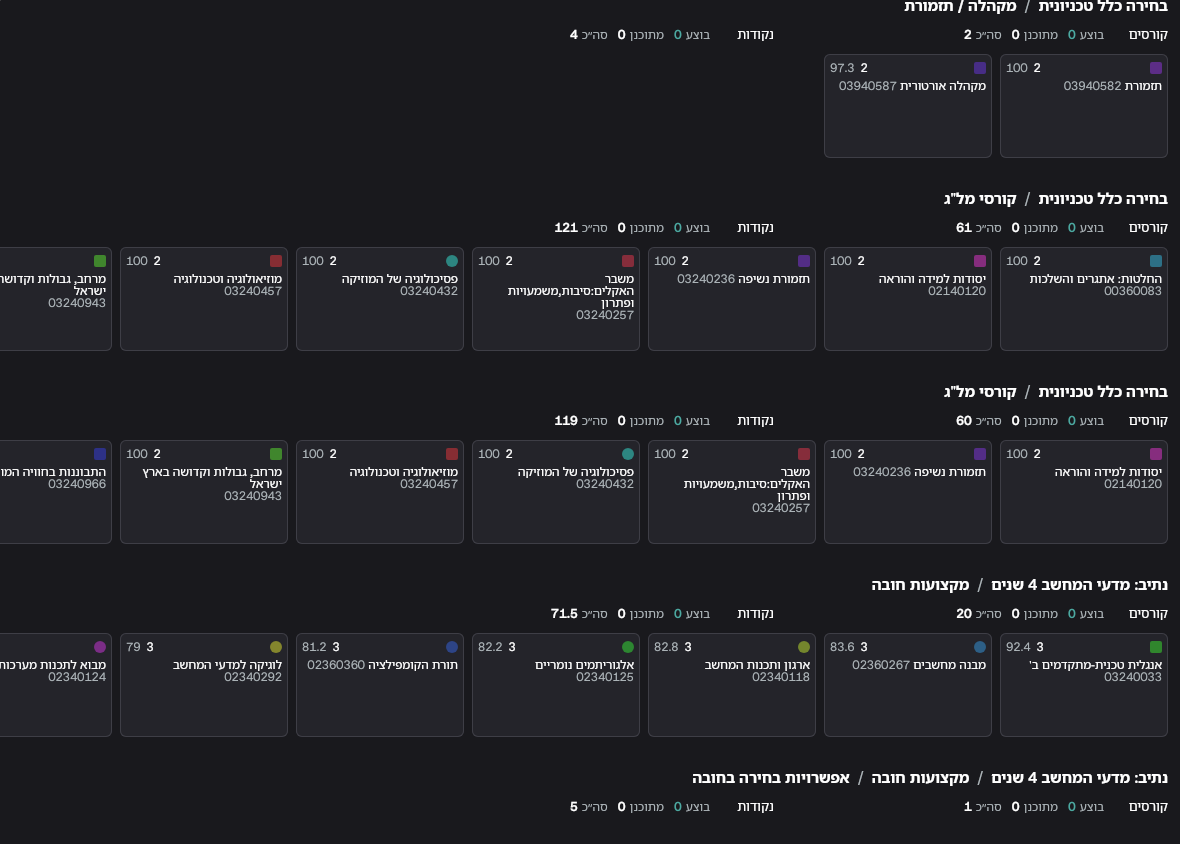 בחירה כלל טכניונית / מקהלה / תזמורת
קורסים בוצע 0 מתוכנן 0 סה״כ 2 נקודות בוצע 0 מתוכנן 0 סה״כ 4
100 2
תזמורת 03940582
97.3 2
מקהלה אורטורית 03940587
בחירה כלל טכניונית / קורסי מל"ג
קורסים בוצע 0 מתוכנן 0 סה״כ 61 נקודות בוצע 0 מתוכנן 0 סה״כ 121
100 2
החלטות: אתגרים והשלכות
00360083
100 2
יסודות למידה והוראה
02140120
100 2
תזמורת נשיפה 03240236
100 2
משבר
האקלים:סיבות,משמעויות
ופתרון
03240257
100 2
פסיכולוגיה של המוזיקה
03240432
100 2
מוזיאולוגיה וטכנולוגיה
03240457
מרחב, גבולות וקדושה
ישראל
03240943
בחירה כלל טכניונית / קורסי מל"ג
קורסים בוצע 0 מתוכנן 0 סה״כ 60 נקודות בוצע 0 מתוכנן 0 סה״כ 119
100 2
יסודות למידה והוראה
02140120
100 2
תזמורת נשיפה 03240236
100 2
משבר
האקלים:סיבות,משמעויות
ופתרון
03240257
100 2
פסיכולוגיה של המוזיקה
03240432
100 2
מוזיאולוגיה וטכנולוגיה
03240457
100 2
מרחב, גבולות וקדושה בארץ
ישראל
03240943
התבוננות בחוויה המו
03240966
נתיב: מדעי המחשב 4 שנים / מקצועות חובה
קורסים בוצע 0 מתוכנן 0 סה״כ 20 נקודות בוצע 0 מתוכנן 0 סה״כ 71.5
92.4 3
אנגלית טכנית-מתקדמים ב'
03240033
83.6 3
מבנה מחשבים 02360267
82.8 3
ארגון ותכנות המחשב
02340118
82.2 3
אלגוריתמים נומריים
02340125
81.2 3
תורת הקומפילציה 02360360
79 3
לוגיקה למדעי המחשב
02340292
מבוא לתכנות מערכות
02340124
נתיב: מדעי המחשב 4 שנים / מקצועות חובה / אפשרויות בחירה בחובה
קורסים בוצע 0 מתוכנן 0 סה״כ 1 נקודות בוצע 0 מתוכנן 0 סה״כ 5